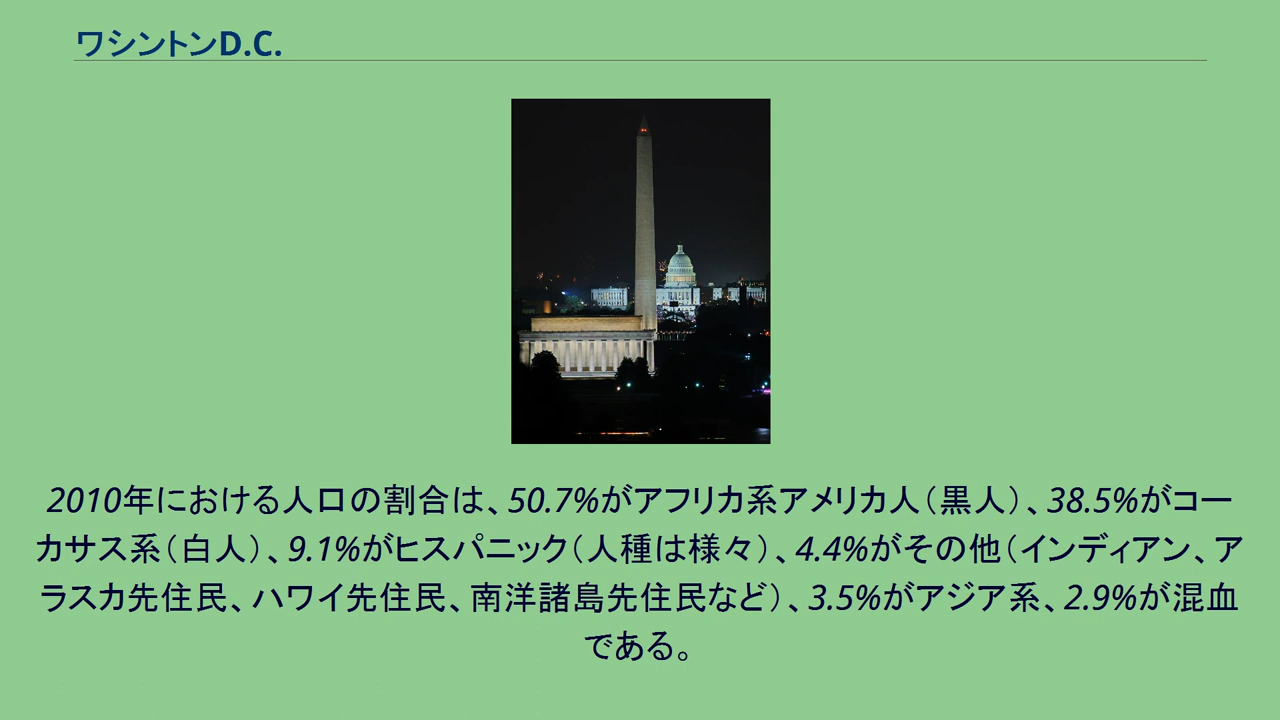 ワシントンD.C.
2010年における人口の割合は、50.7%がアフリカ系アメリカ人（黒人）、38.5%がコー
カサス系（白人）、9.1%がヒスパニック（人種は様々）、4.4%がその他（インディアン、ア
ラスカ先住民、ハワイ先住民、南洋諸島先住民など）、3.5%がアジア系、2.9%が混血
である。